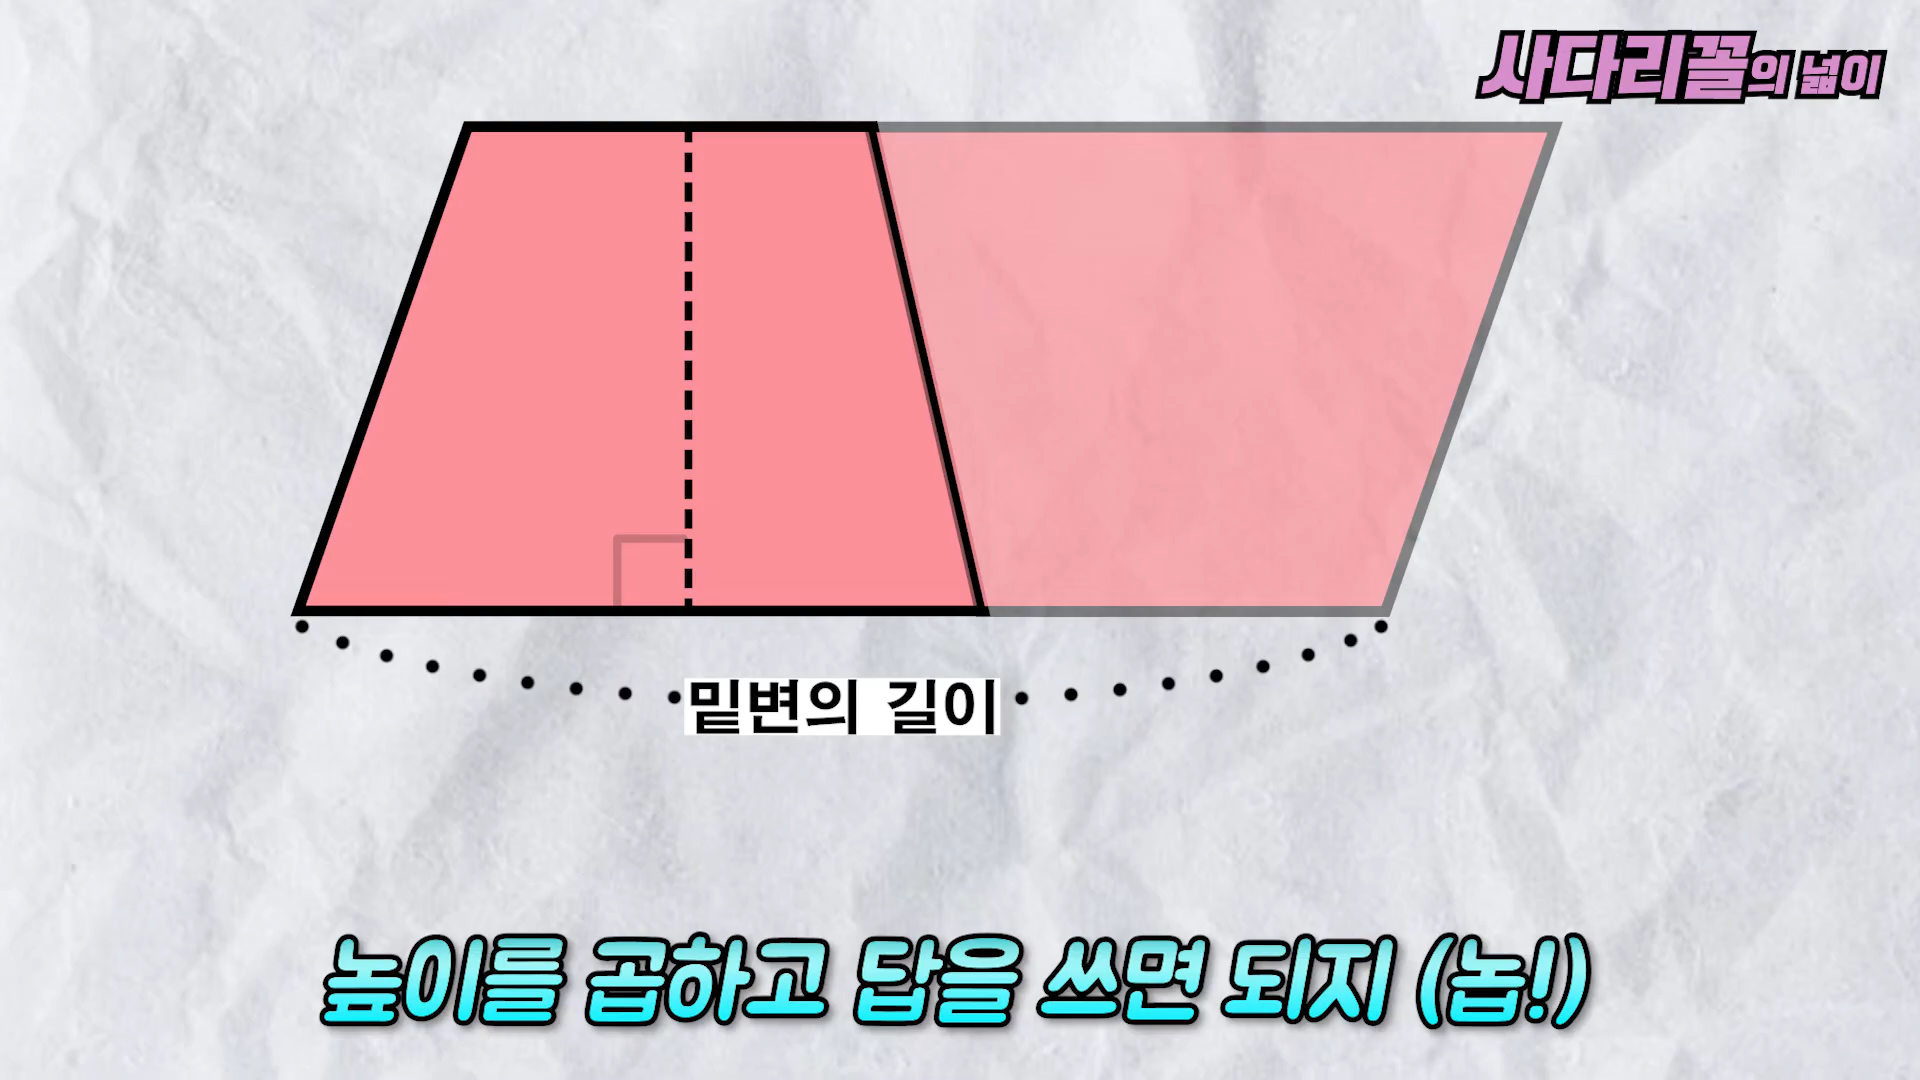 사다리꼴의 넓이
밑변의 길이
높이를 곱하고 답을 쓰면 되지 (놉!)